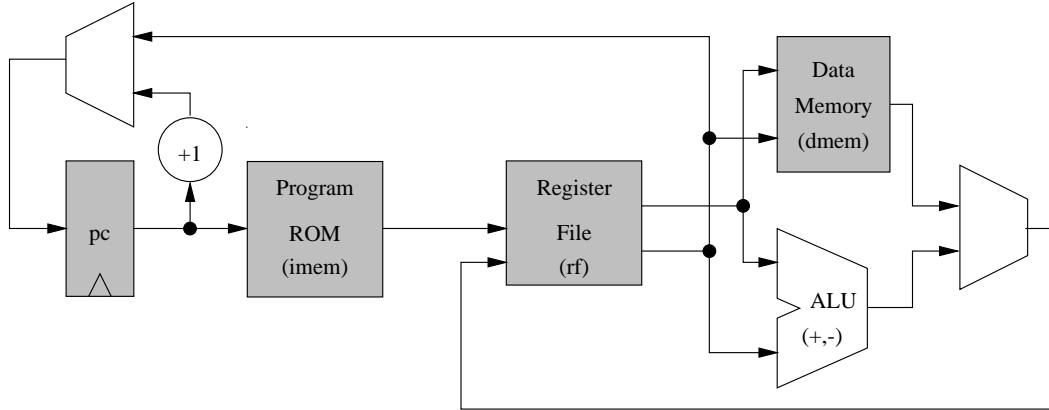 Data
Memory
(dmem)
+1
Program
ROM
(imem)
Register
File
(rf)
pc
ALU
(+,-)